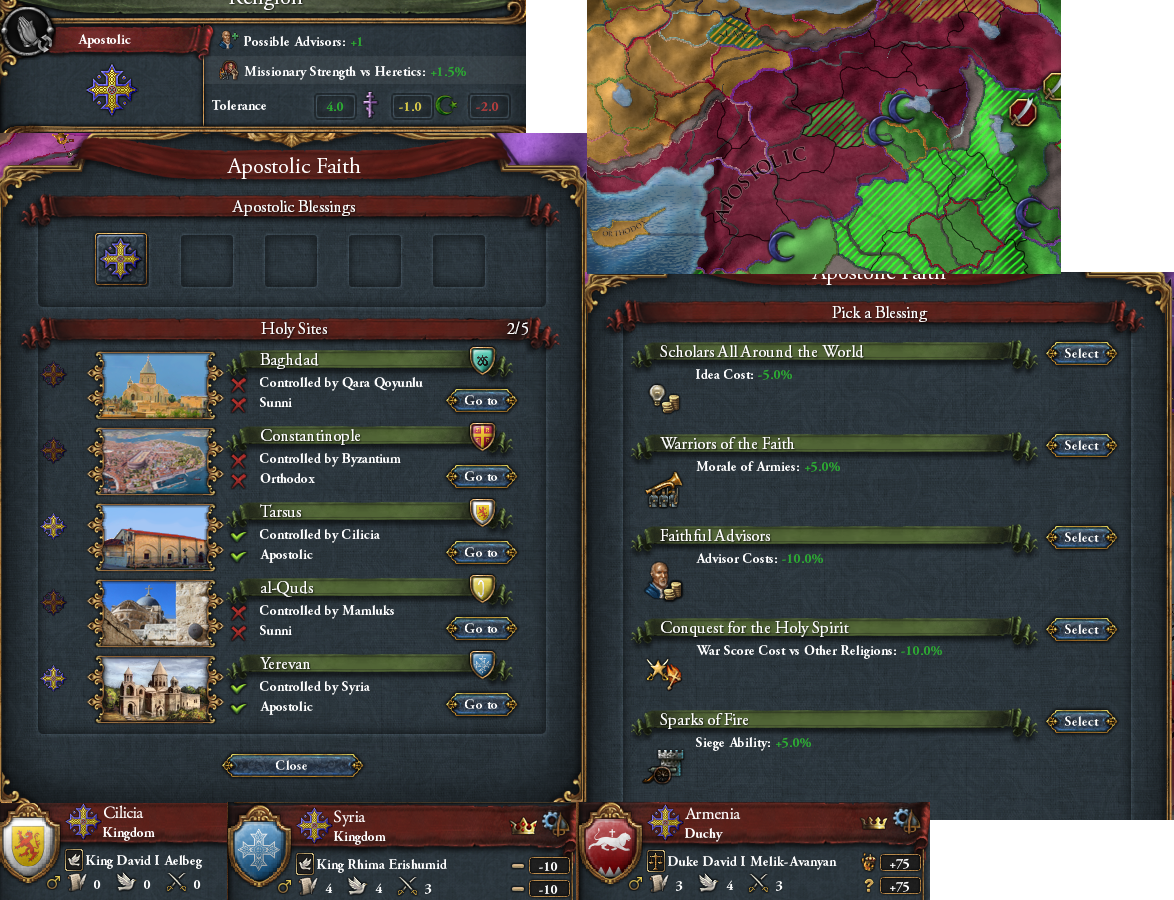 Religion
Apostolic
Possible Advisors: +1
Missionary Strength vs Heretics: +1.5%
Tolerance 4.0 -1.0 -2.0
APOSTOLIC
ORTHODO
Apostolic Faith
Apostolic Blessings
Holy Sites 2/5
Baghdad
Controlled by Qara Qoyunlu
Sunni
Go to
Constantinople
Controlled by Byzantium
Orthodox
Go to
Tarsus
Controlled by Cilicia
Apostolic
Go to
al-Quds
Controlled by Mamluks
Sunni
Go to
Yerevan
Controlled by Syria
Apostolic
Go to
Close
Apostolic Faith
Pick a Blessing
Scholars All Around the World Select
Idea Cost: -5.0%
Warriors of the Faith Select
Morale of Armies: +5.0%
Faithful Advisors Select
Advisor Costs: -10.0%
Conquest for the Holy Spirit Select
War Score Cost vs Other Religions: -10.0%
Sparks of Fire Select
Siege Ability: +5.0%
Cilicia
Kingdom
King David I Aelbeg
0 0 0
Syria
Kingdom
King Rhima Erishumid -10
4 4 3 -10
Armenia
Duchy
Duke David I Melik-Avanyan +75
3 4 3 ? +75